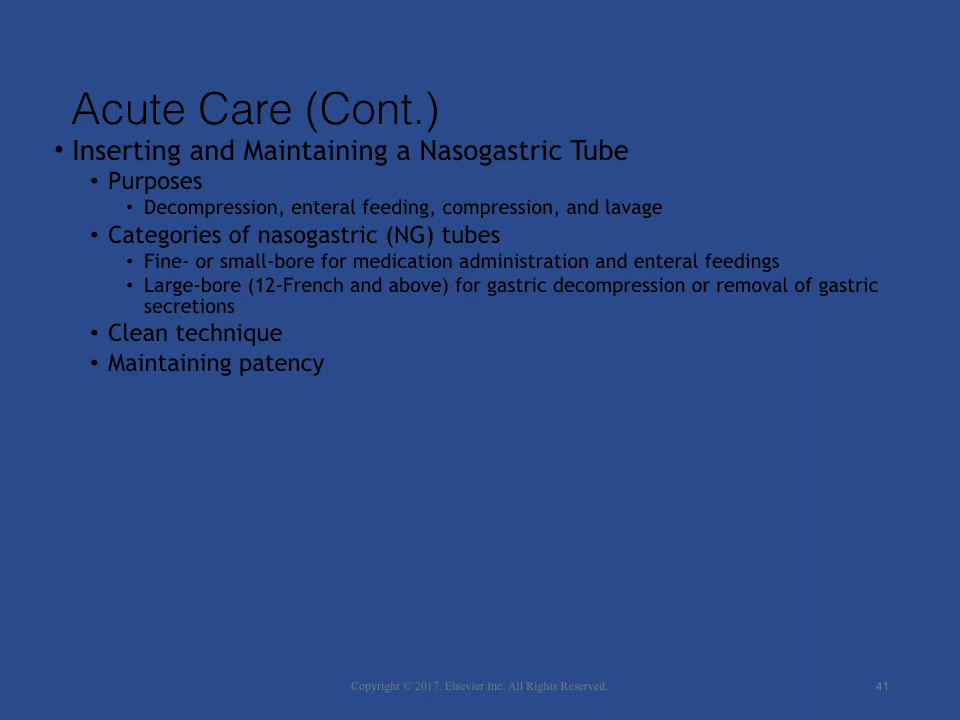 Acute Care (Cont.)
• Inserting and Maintaining a Nasogastric Tube
• Purposes
• Decompression, enteral feeding, compression, and lavage
• Categories of nasogastric (NG) tubes
• Fine- or small-bore for medication administration and enteral feedings
• Large-bore (12-French and above) for gastric decompression or removal of gastric
secretions
• Clean technique
• Maintaining patency
Copyright © 2017, Elsevier Inc. All Rights Reserved.
41